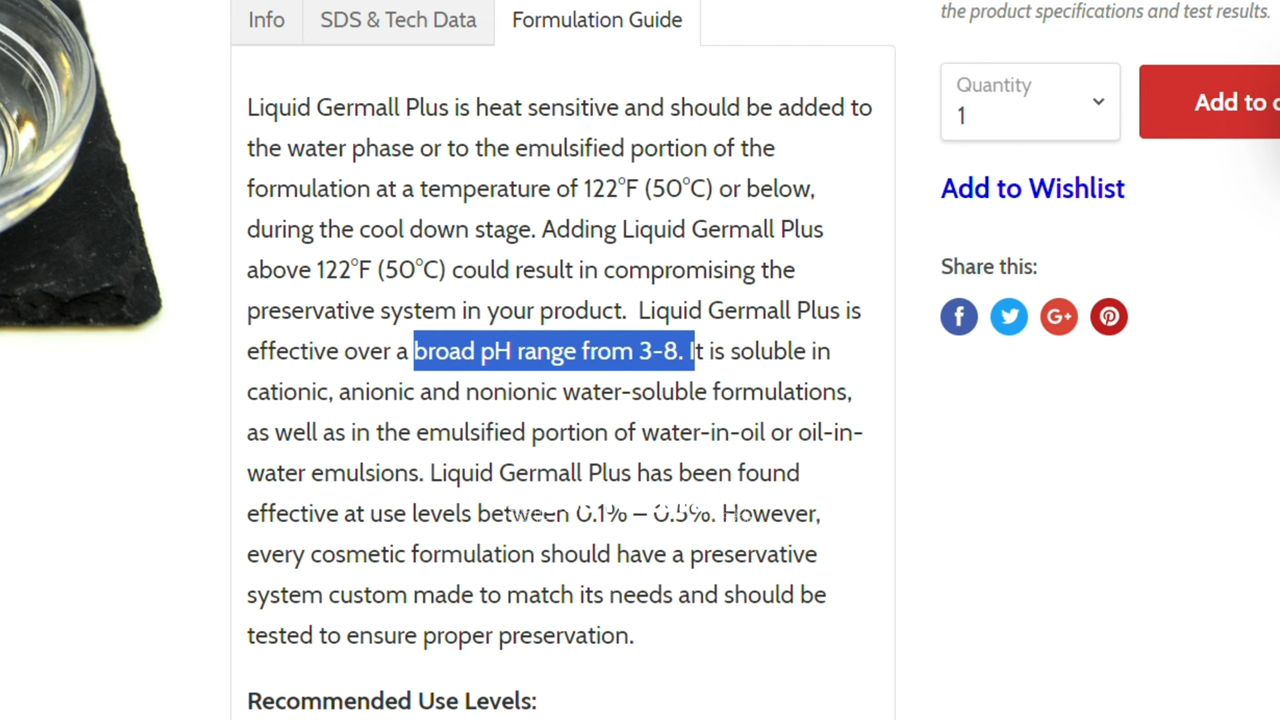 Info
SDS & Tech Data
Formulation Guide
Liquid Germall Plus is heat sensitive and should be added to
the water phase or to the emulsified portion of the
formulation at a temperature of 122°F (50°C) or below,
during the cool down stage. Adding Liquid Germall Plus
above 122°F (50°C) could result in compromising the
preservative system in your product.  Liquid Germall Plus is
effective over a broad pH range from 3-8. It is soluble in
cationic, anionic and nonionic water-soluble formulations,
as well as in the emulsified portion of water-in-oil or oil-in-
water emulsions. Liquid Germall Plus has been found
effective at use levels between 0.1% – 0.5%. However,
every cosmetic formulation should have a preservative
system custom made to match its needs and should be
tested to ensure proper preservation.
Recommended Use Levels:
the product specifications and test results.
Quantity
1
Add to
Add to Wishlist
Share this:
f
G+